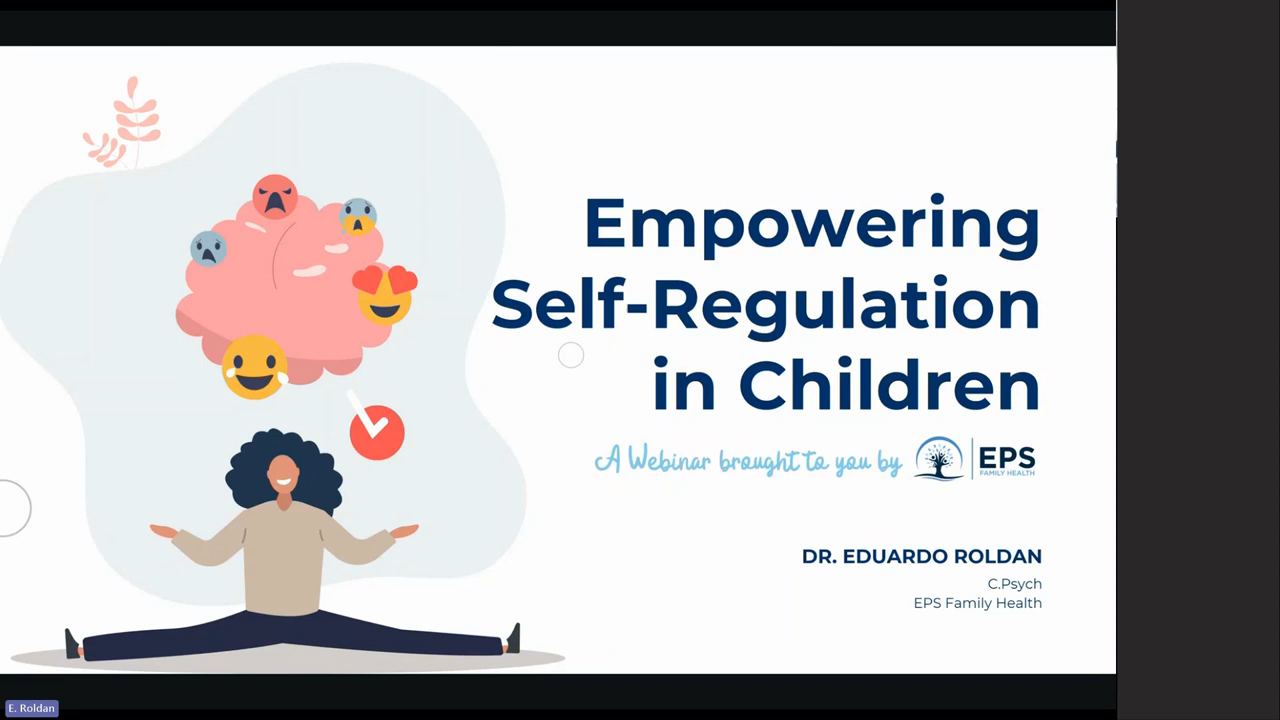 Empowering
Self-Regulation
in Children
A Webinar brought to you by EPS
FAMILY HEALTH
DR. EDUARDO ROLDAN
C.Psych
EPS Family Health
E. Roldan